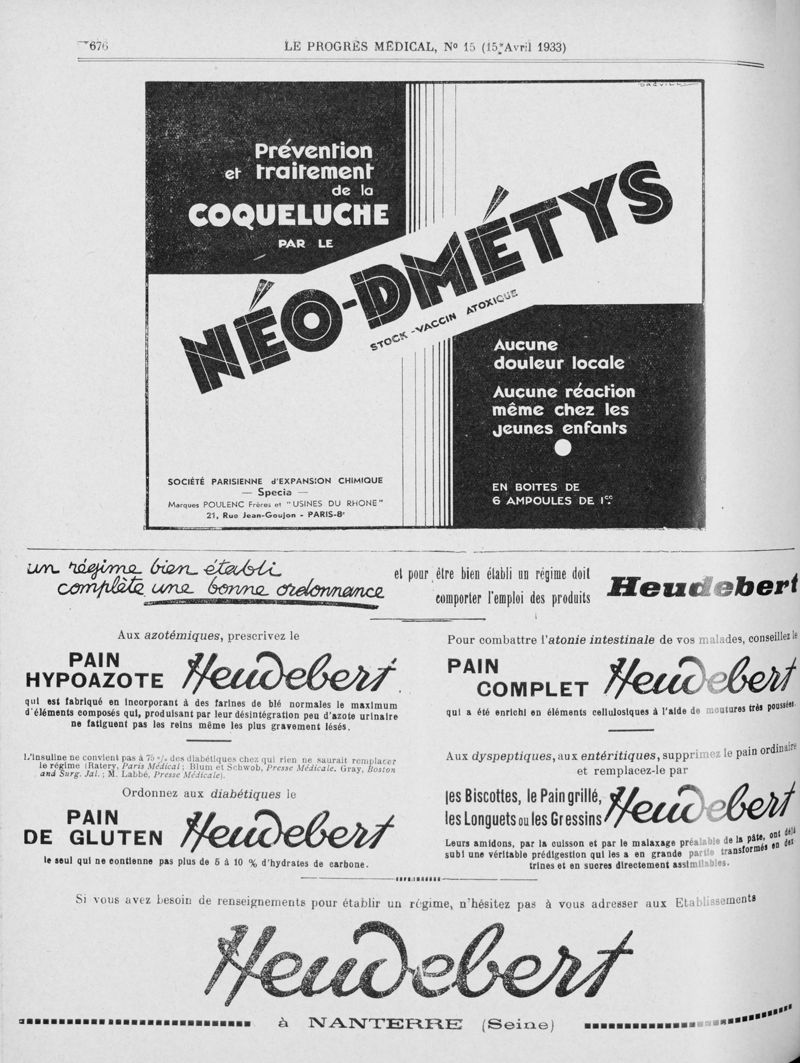 676
LE PROGRÈS MÉDICAL, No 15 (15 Avril 1933)
Prévention
et traitement
de la
COQUELUCHE
PAR LE
NÉO-DMÉTYS
STOCK-VACCIN ATOXIQUE
Aucune
douleur locale
Aucune réaction
même chez les
jeunes enfants
SOCIÉTÉ PARISIENNE d'EXPANSION CHIMIQUE
— Specia —
Marques POULENC Frères et "USINES DU RHONE"
21, Rue Jean-Goujon - PARIS-8e
EN BOITES DE
6 AMPOULES DE 1cc.
un régime bien établi
complète une bonne ordonnance
et pour être bien établi un régime doit
comporter l'emploi des produits
Heudebert
Aux azotémiques, prescrivez le
PAIN
HYPOAZOTÉ Heudebert.
qui est fabriqué en incorporant à des farines de blé normales le maximum
d'éléments composés qui, produisant par leur désintégration peu d'azote urinaire
ne fatiguent pas les reins même les plus gravement lésés.
L'insuline ne convient pas à 75 % des diabétiques chez qui rien ne saurait remplacer
le régime (Ratery, Paris Médical ; Blum et Schwob, Presse Médicale, Gray, Boston
and Surg. Jal. ; M. Labbé, Presse Médicale).
Ordonnez aux diabétiques le
PAIN
DE GLUTEN Heudebert
le seul qui ne contienne pas plus de 5 à 10 % d'hydrates de carbone.
Pour combattre l'atonie intestinale de vos malades, conseillez le
PAIN
COMPLET Heudebert
qui a été enrichi en éléments cellulosiques à l'aide de moutures très poussées.
Aux dyspeptiques, aux entéritiques, supprimez le pain ordinaire
et remplacez-le par
les Biscottes, le Pain grillé,
les Longuets ou les Gressins Heudebert
Leurs amidons, par la cuisson et par le malaxage préalable de la pâte, ont déjà
subi une véritable prédigestion qui les a en grande partie transformés en dex-
trines et en sucres directement assimilables.
Si vous avez besoin de renseignements pour établir un régime, n'hésitez pas à vous adresser aux Etablissements
Heudebert
à NANTERRE (Seine)